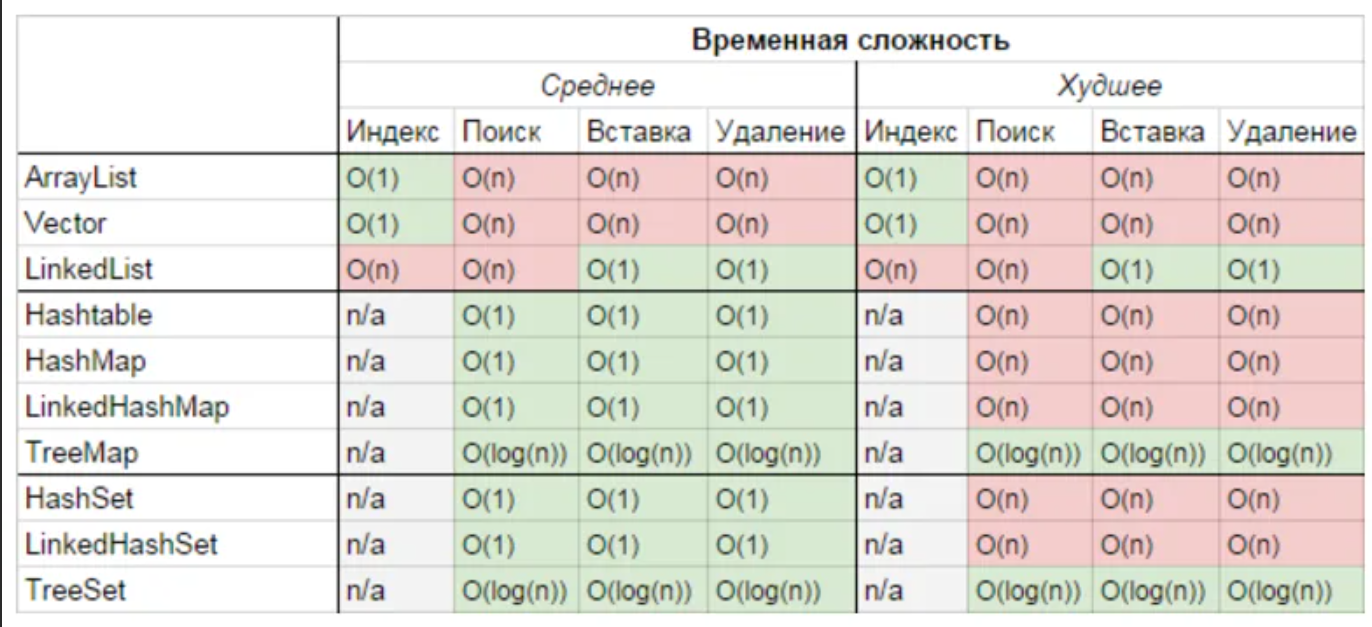 Временная сложность
Среднее Худшее
Индекс Поиск Вставка Удаление Индекс Поиск Вставка Удаление
ArrayList O(1) O(n) O(n) O(n) O(1) O(n) O(n) O(n)
Vector O(1) O(n) O(n) O(n) O(1) O(n) O(n) O(n)
LinkedList O(n) O(n) O(1) O(1) O(n) O(n) O(1) O(1)
Hashtable n/a O(1) O(1) O(1) n/a O(n) O(n) O(n)
HashMap n/a O(1) O(1) O(1) n/a O(n) O(n) O(n)
LinkedHashMap n/a O(1) O(1) O(1) n/a O(n) O(n) O(n)
TreeMap n/a O(log(n)) O(log(n)) O(log(n)) n/a O(log(n)) O(log(n)) O(log(n))
HashSet n/a O(1) O(1) O(1) n/a O(n) O(n) O(n)
LinkedHashSet n/a O(1) O(1) O(1) n/a O(n) O(n) O(n)
TreeSet n/a O(log(n)) O(log(n)) O(log(n)) n/a O(log(n)) O(log(n)) O(log(n))